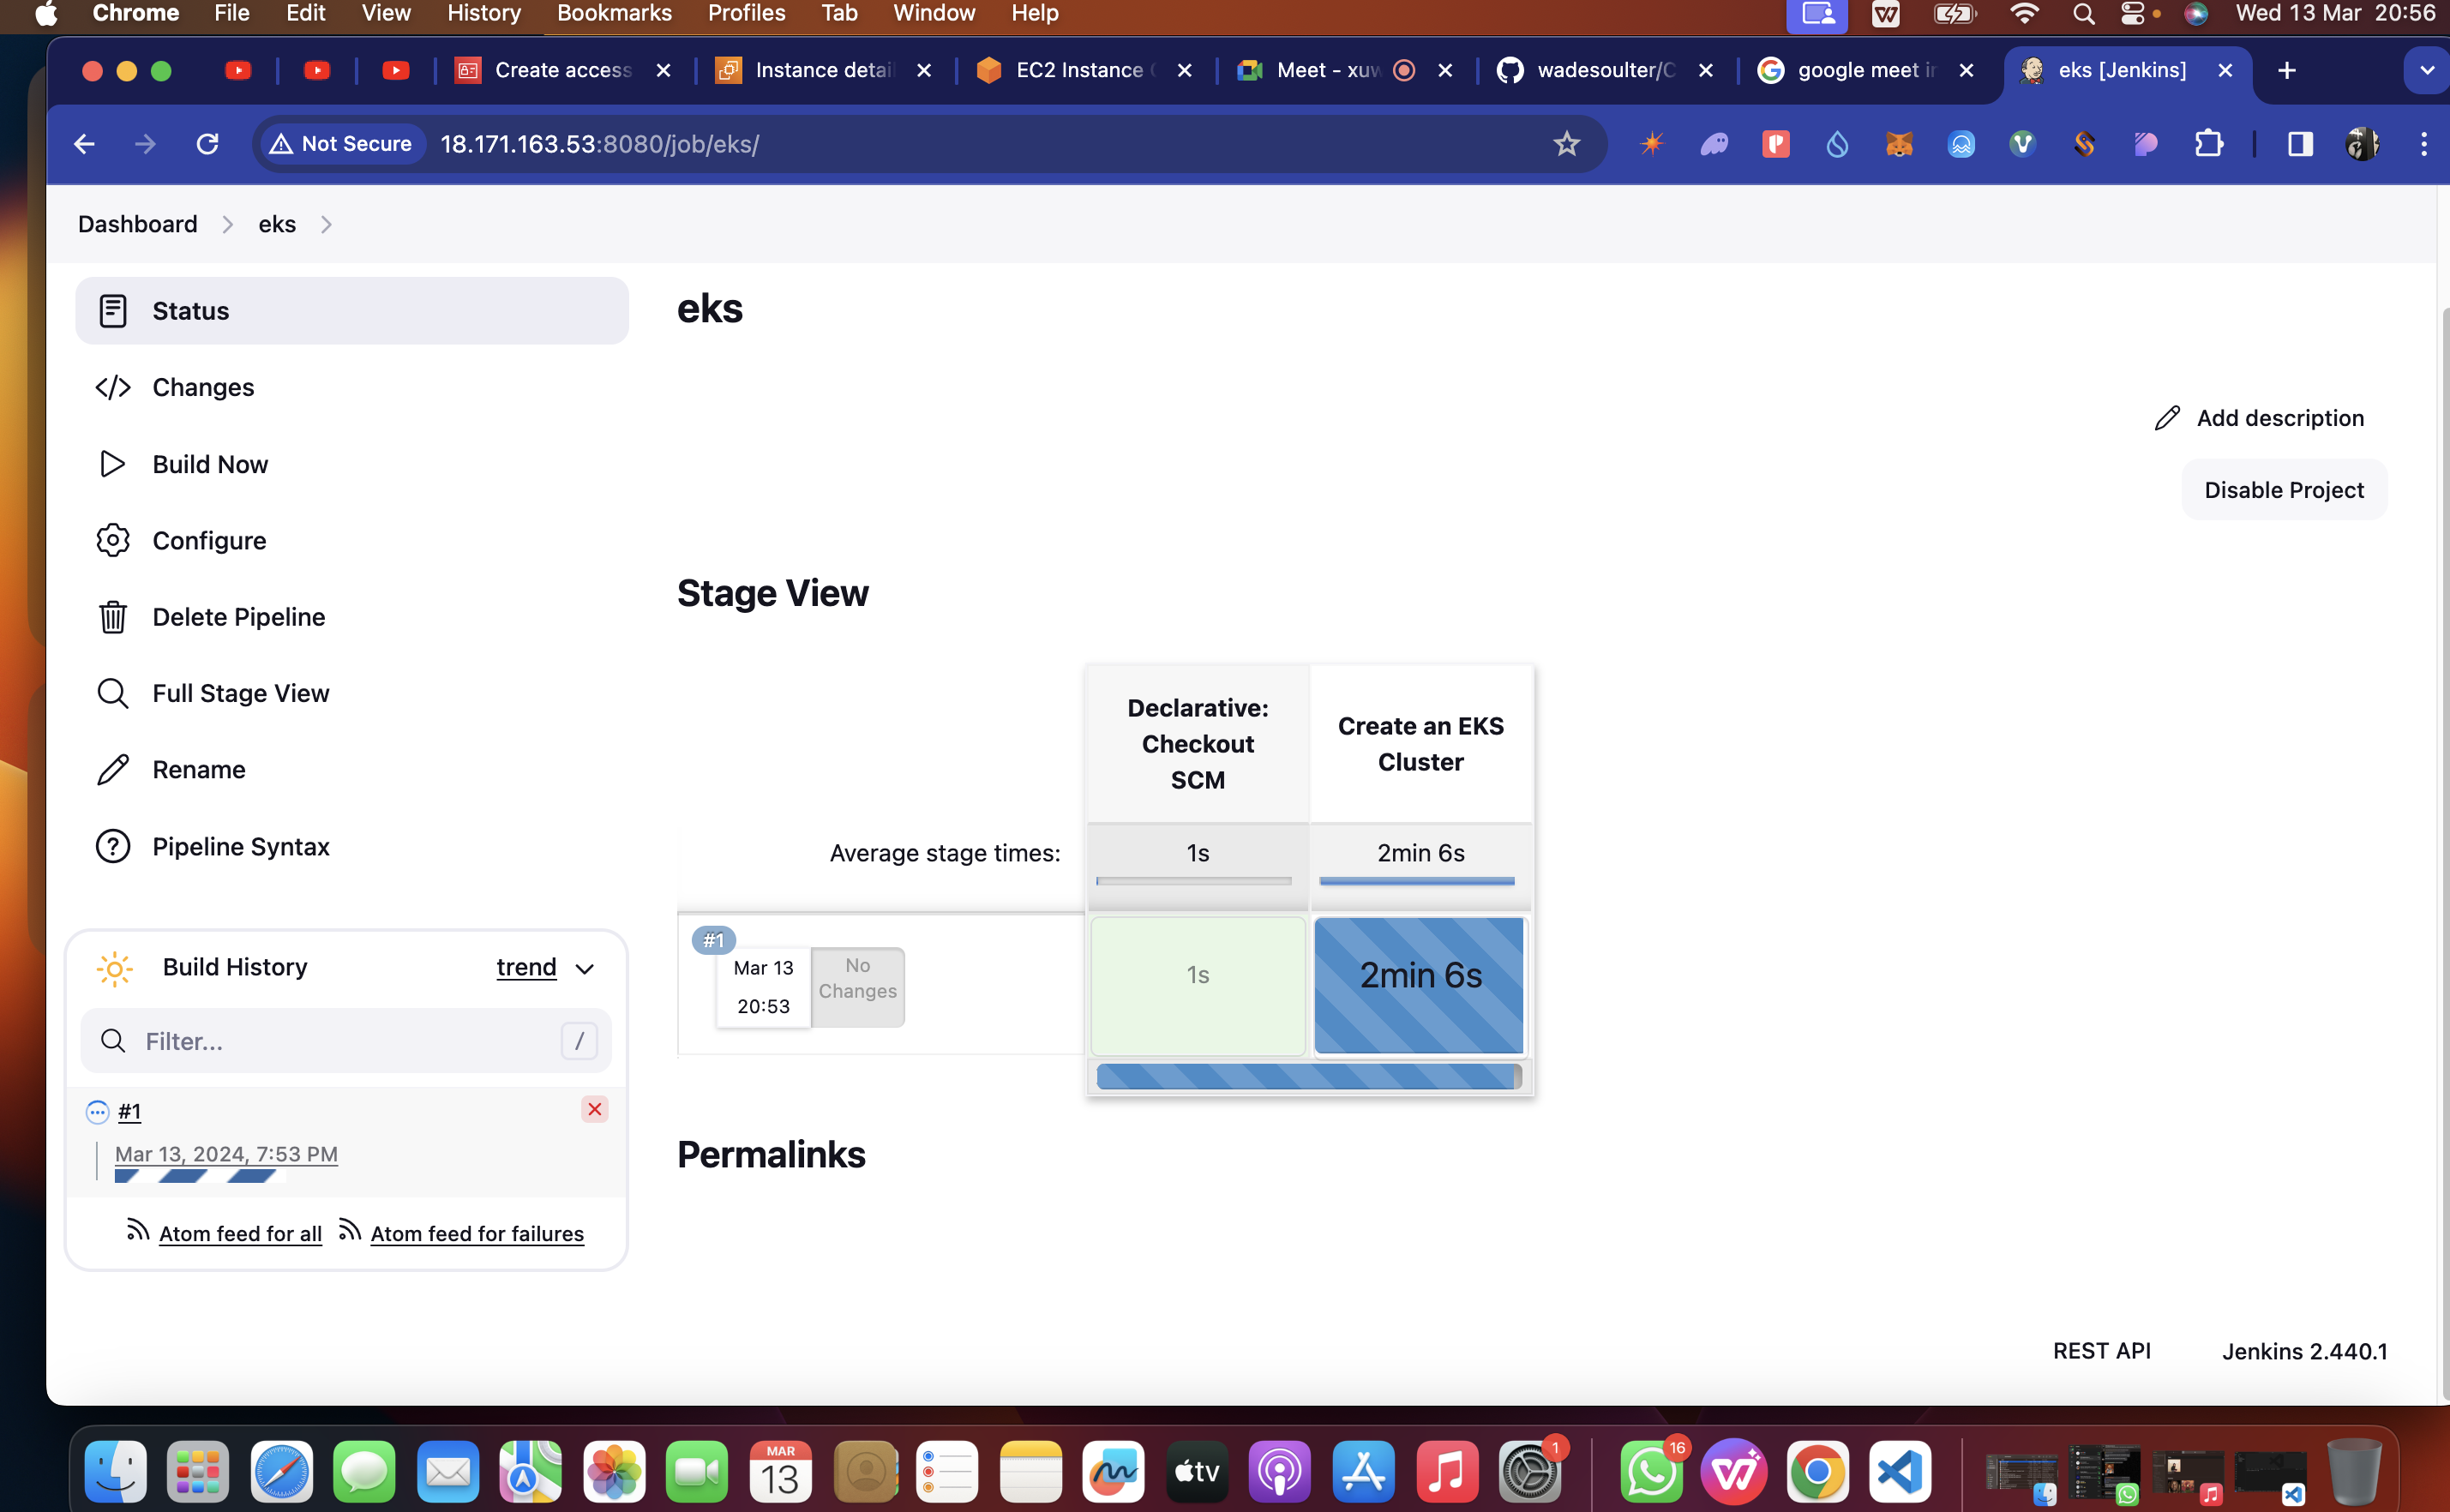 Chrome File Edit View History Bookmarks Profiles Tab Window Help Wed 13 Mar 20:56
Create access Instance detai EC2 Instance Meet - xuw wadesoulter/C google meet in eks [Jenkins]
Not Secure 18.171.163.53:8080/job/eks/
Dashboard eks
Status
Changes
Build Now
Configure
Delete Pipeline
Full Stage View
Rename
Pipeline Syntax
Build History trend
Filter... /
#1
Mar 13, 2024, 7:53 PM
Atom feed for all Atom feed for failures
eks
Add description
Disable Project
Stage View
Declarative:
Checkout
SCM
Create an EKS
Cluster
Average stage times: 1s 2min 6s
#1
Mar 13
20:53
No
Changes
1s 2min 6s
Permalinks
REST API Jenkins 2.440.1
MAR
13
tv
1
16